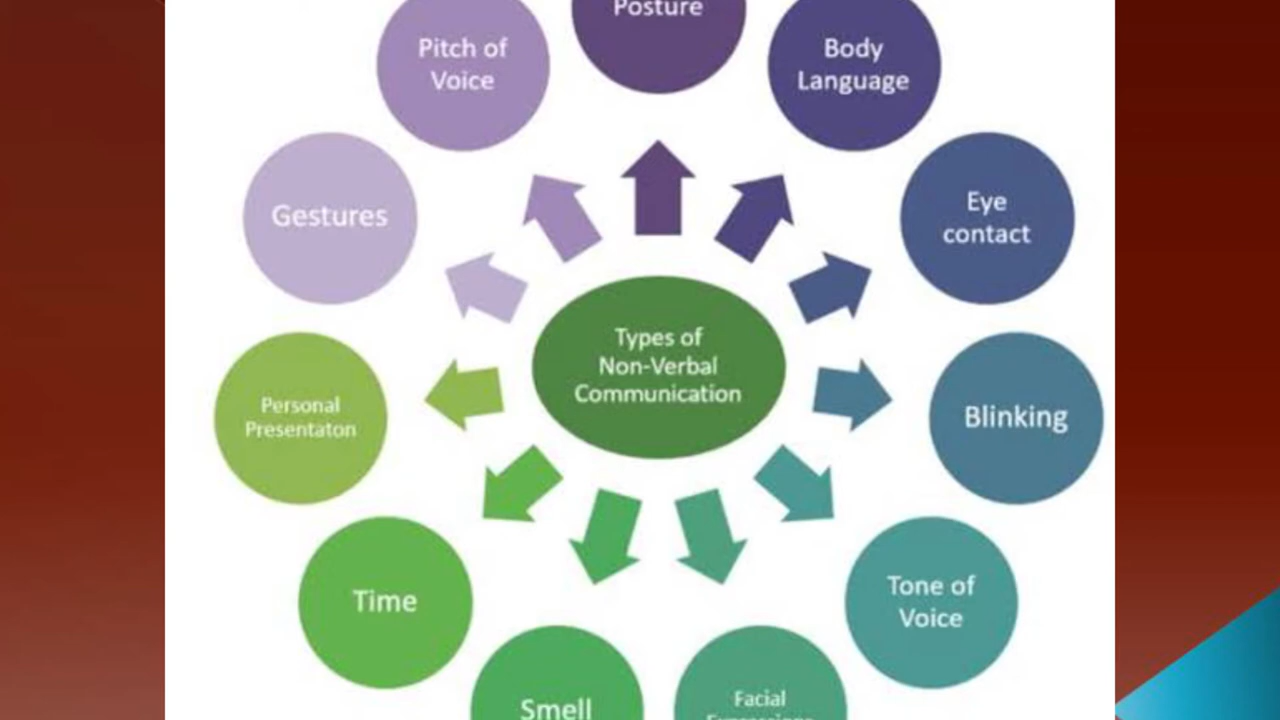 Posture
Body
Language
Eye
contact
Blinking
Tone of
Voice
Facial
Expressions
Smell
Time
Personal
Presentaton
Gestures
Pitch of
Voice
Types of
Non-Verbal
Communication